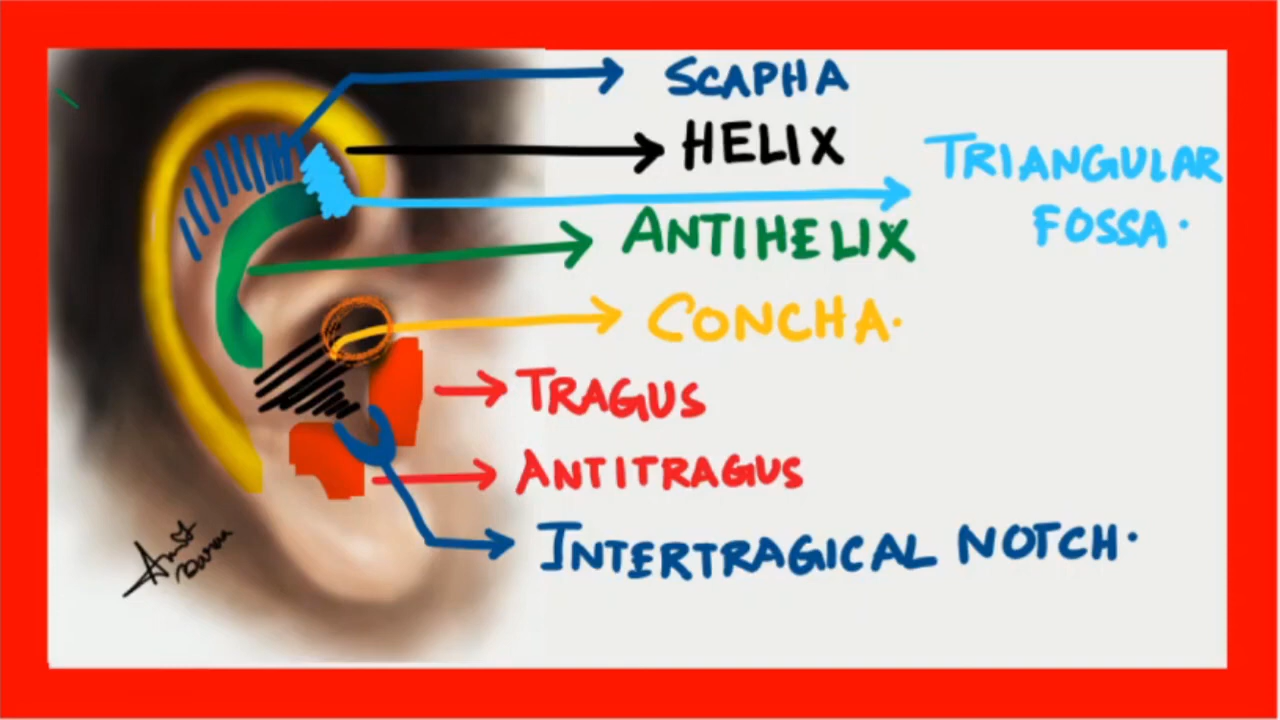 SCAPHA
HELIX
TRIANGULAR
FOSSA.
ANTIHELIX
CONCHA.
TRAGUS
ANTITRAGUS
INTERTRAGICAL NOTCH.